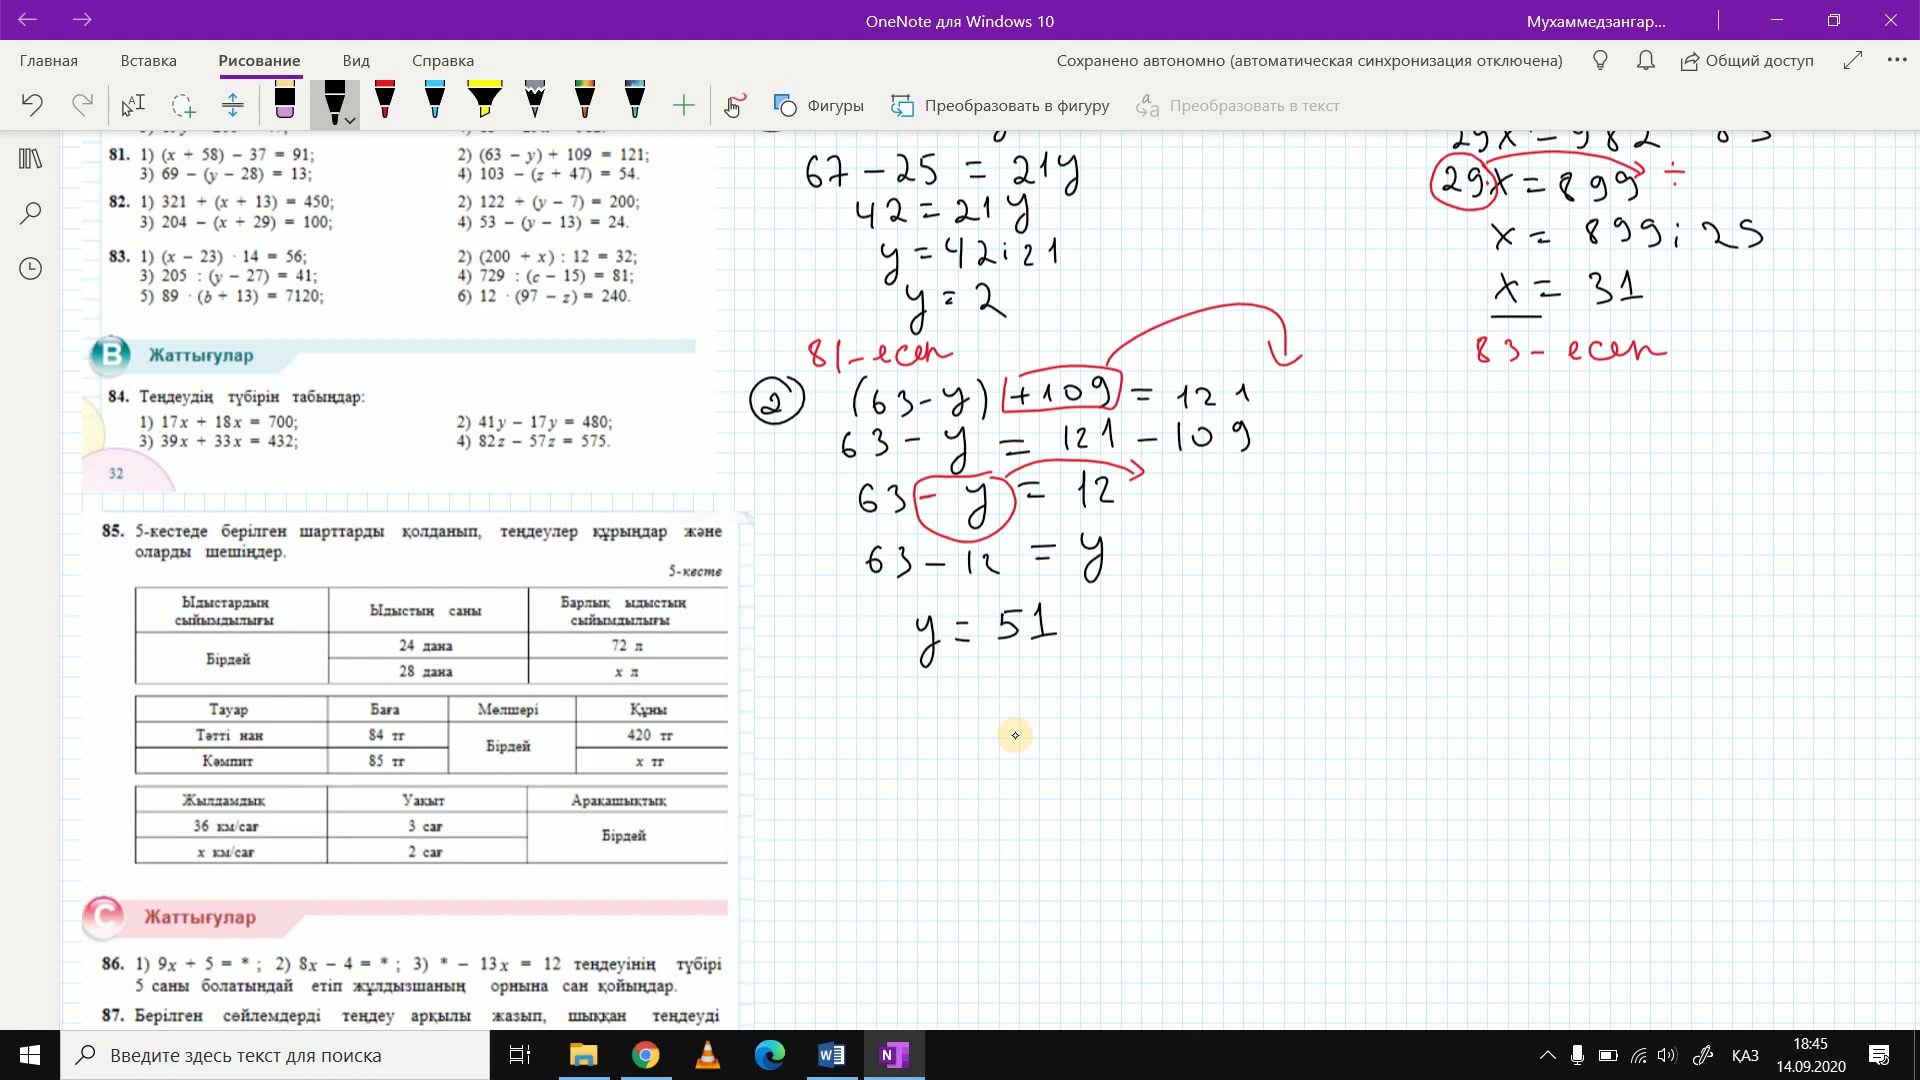 OneNote для Windows 10
Мухаммедзангар...
Главная Вставка Рисование Вид Справка
Сохранено автономно (автоматическая синхронизация отключена)
Общий доступ
Фигуры
Преобразовать в фигуру
Преобразовать в текст
81. 1) (x + 58) − 37 = 91; 2) (63 − y) + 109 = 121;
3) 69 − (y − 28) = 13; 4) 103 − (z + 47) = 54.
82. 1) 321 + (x + 13) = 450; 2) 122 + (y − 7) = 200;
3) 204 − (x + 29) = 100; 4) 53 − (y − 13) = 24.
83. 1) (x − 23) · 14 = 56; 2) (200 + x) : 12 = 32;
3) 205 : (y − 27) = 41; 4) 729 : (c − 15) = 81;
5) 89 · (b + 13) = 7120; 6) 12 · (97 − z) = 240.
B Жаттығулар
84. Теңдеудің түбірін табыңдар:
1) 17x + 18x = 700; 2) 41y − 17y = 480;
3) 39x + 33x = 432; 4) 82z − 57z = 575.
32
85. 5-кестеде берілген шарттарды қолданып, теңдеулер құрыңдар және
оларды шешіңдер.
5-кесте
Ыдыстардың сыйымдылығы Ыдыстың саны Барлық ыдыстың сыйымдылығы
Бірдей 24 дана 72 л
28 дана x л
Тауар Баға Мөлшері Құны
Тәтті нан 84 тг Бірдей 420 тг
Кәмпит 85 тг x тг
Жылдамдық Уақыт Арақашықтық
36 км/сағ 3 сағ Бірдей
x км/сағ 2 сағ
C Жаттығулар
86. 1) 9x + 5 = * ; 2) 8x − 4 = * ; 3) * − 13x = 12 теңдеуінің түбірі
5 саны болатындай етіп жұлдызшаның орнына сан қойыңдар.
87. Берілген сөйлемдерді теңдеу арқылы жазып, шыққан теңдеуді
67 − 25 = 21y
42 = 21y
y = 42 : 21
y = 2
81-есеп
2 (63 − y) + 109 = 121
63 − y = 121 − 109
63 − y = 12
63 − 12 = y
y = 51
29x = 899 ÷
x = 899 : 29
x = 31
83 - есеп
Введите здесь текст для поиска
ҚАЗ
18:45
14.09.2020